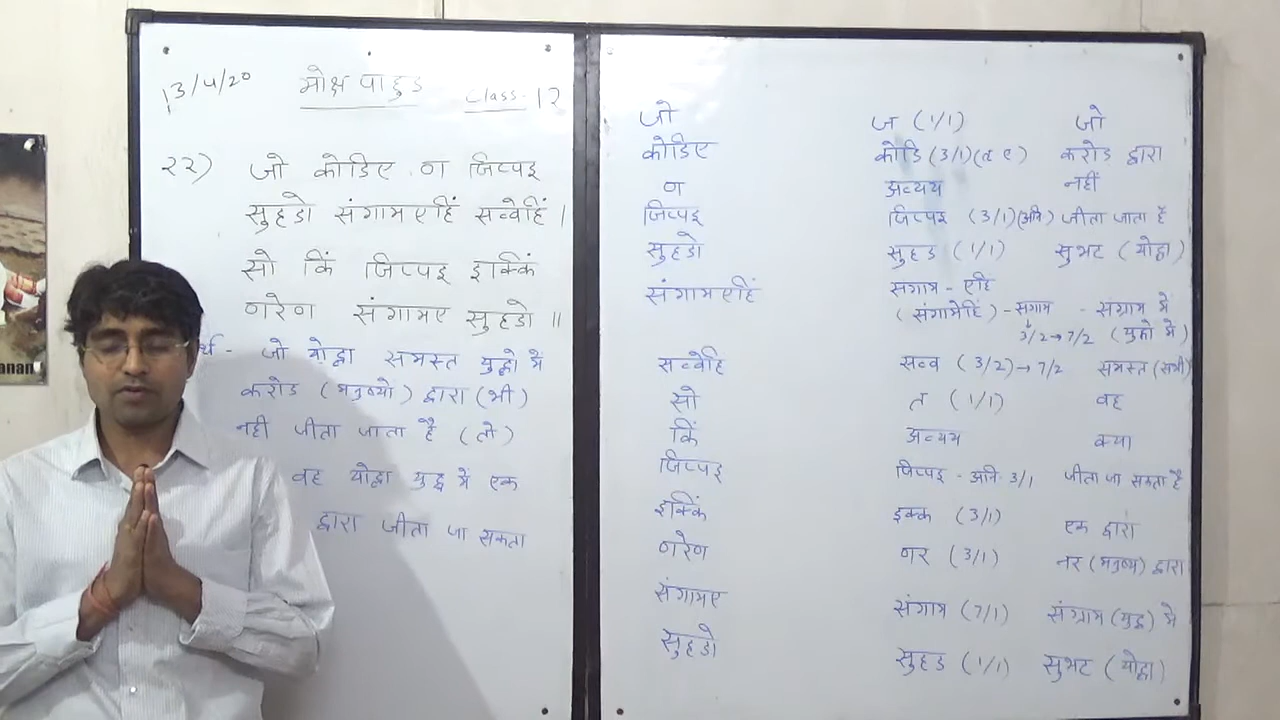 13/4/20 मोक्ष पाहुड Class-12
२२) जो कोडिए ण जिप्पइ
सुहडो संगामएहिं सव्वेहिं ।
सो किं जिप्पइ इक्किं
णरेण संगामए सुहडो ॥
र्थ - जो योद्धा समस्त युद्धो में
करोड (मनुष्यो) द्वारा (भी)
नही जीता जाता है (तो)
वह योद्धा युद्ध में एक
द्वारा जीता जा सकता
जो ज (1/1) जो
कोडिए कोडि (3/1) करोड द्वारा
ण अव्यय नहीं
जिप्पइ जिप्पइ (3/1) (अनि) जीता जाता है
सुहडो सुहड (1/1) सुभट (योद्धा)
संगामएहिं संगाम - एहिं
(संगामेहिं) - संगाम - संग्राम में
3/2 → 7/2 (युद्धो में)
सव्वेहिं सव्व (3/2) → 7/2 समस्त (सभी)
सो त (1/1) वह
किं अव्यय क्या
जिप्पइ जिप्पइ - अनि 3/1 जीता जा सकता है
इक्किं इक्क (3/1) एक द्वारा
णरेण णर (3/1) नर (मनुष्य) द्वारा
संगामए संगाम (7/1) संग्राम (युद्ध) में
सुहडो सुहड (1/1) सुभट (योद्धा)
anan